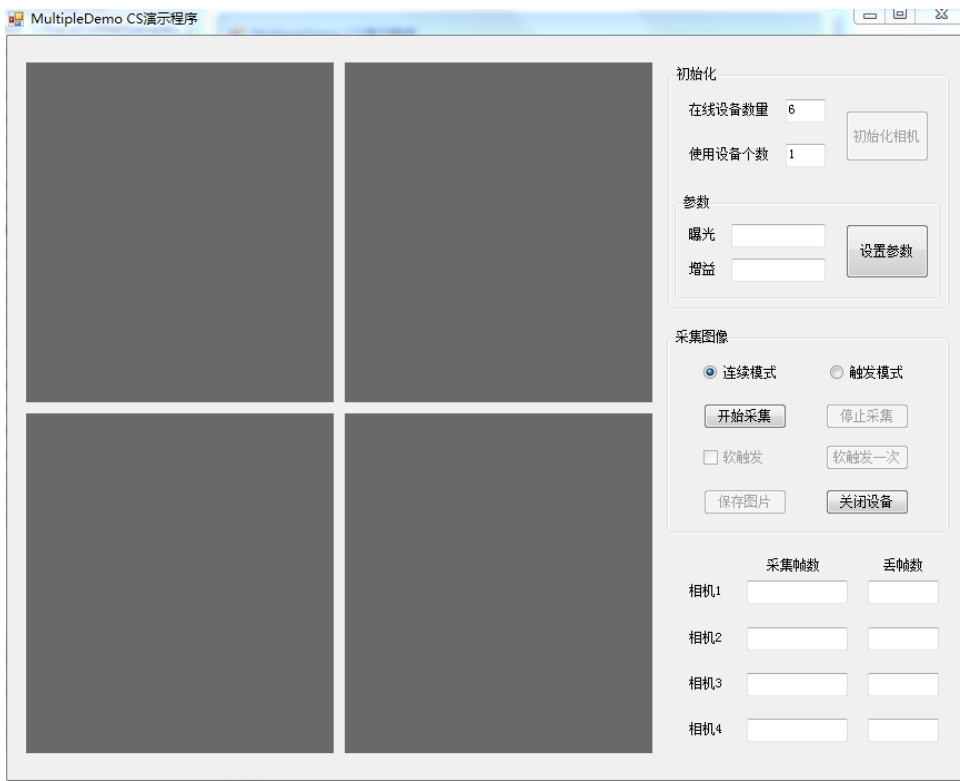 MultipleDemo CS演示程序
初始化
在线设备数量 6
初始化相机
使用设备个数 1
参数
曝光
设置参数
增益
采集图像
连续模式 触发模式
开始采集 停止采集
软触发 软触发一次
保存图片 关闭设备
采集帧数 丢帧数
相机1
相机2
相机3
相机4